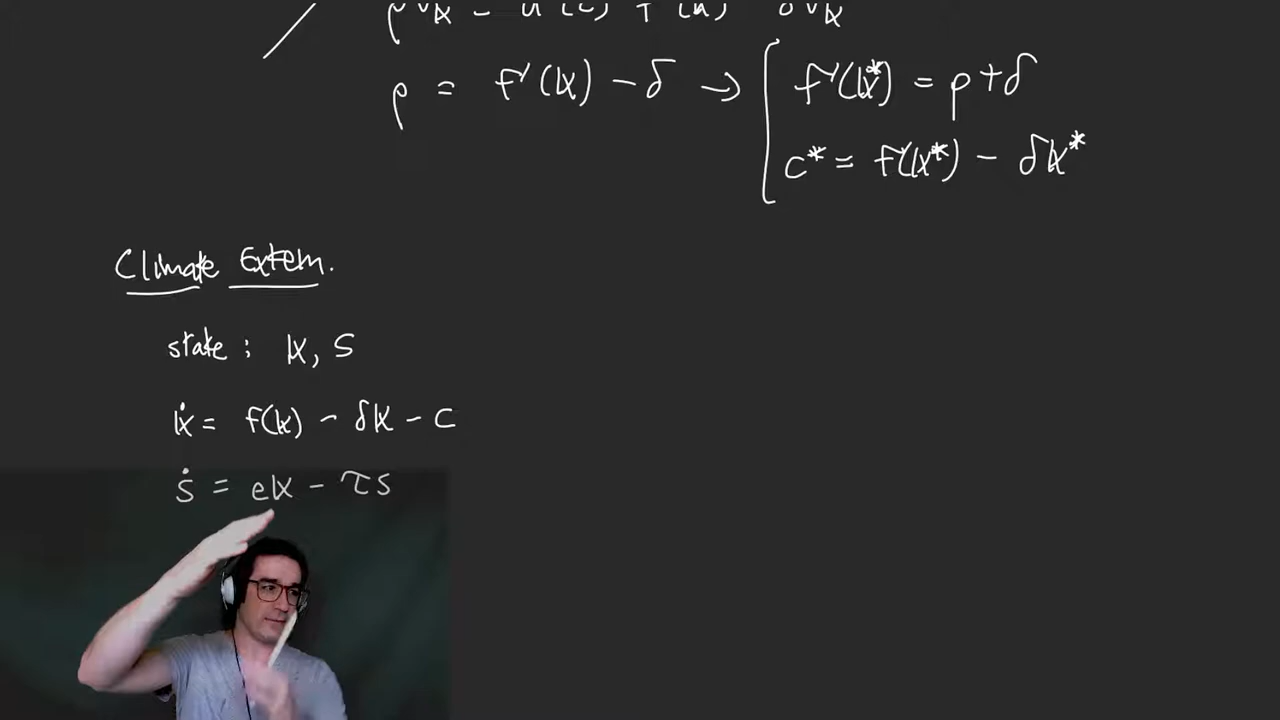 ρ = f'(k) - δ → { f'(k*) = ρ+δ
c* = f(k*) - δk*
Climate Extern.
state : k, S
k̇ = f(k) - δk - c
ṡ = ek - τs